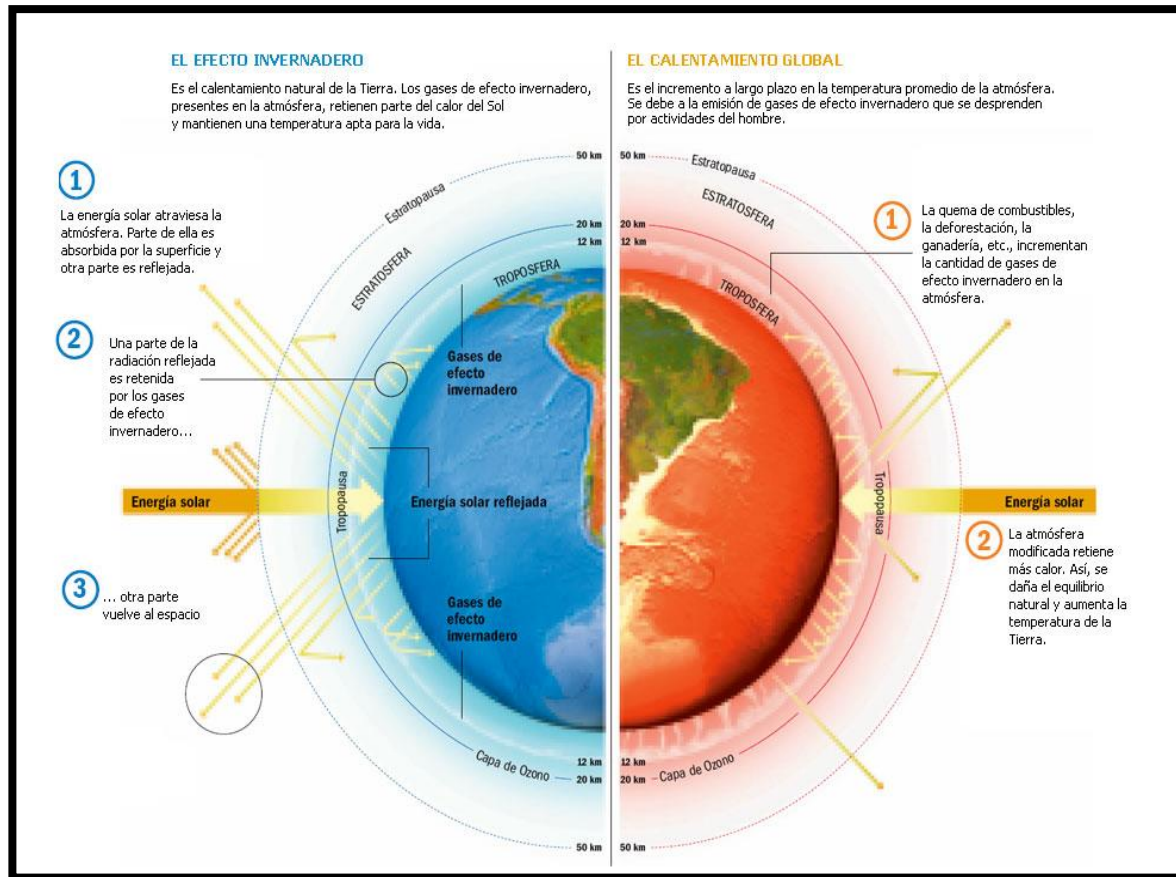 EL EFECTO INVERNADERO
Es el calentamiento natural de la Tierra. Los gases de efecto invernadero,
presentes en la atmósfera, retienen parte del calor del Sol
y mantienen una temperatura apta para la vida.
1
La energía solar atraviesa la
atmósfera. Parte de ella es
absorbida por la superficie y
otra parte es reflejada.
2
Una parte de la
radiación reflejada
es retenida
por los gases
de efecto
invernadero...
Energía solar
3
... otra parte
vuelve al espacio
50 km
Estratopausa
20 km
12 km
ESTRATOSFERA
TROPOSFERA
Gases de
efecto
invernadero
Tropopausa
Energía solar reflejada
Gases de
efecto
invernadero
Capa de Ozono
12 km
20 km
50 km
EL CALENTAMIENTO GLOBAL
Es el incremento a largo plazo en la temperatura promedio de la atmósfera.
Se debe a la emisión de gases de efecto invernadero que se desprenden
por actividades del hombre.
50 km
Estratopausa
ESTRATOSFERA
20 km
12 km
TROPOSFERA
1
La quema de combustibles,
la deforestación, la
ganadería, etc., incrementan
la cantidad de gases de
efecto invernadero en la
atmósfera.
Tropopausa
Energía solar
2
La atmósfera
modificada retiene
más calor. Así, se
daña el equilibrio
natural y aumenta la
temperatura de la
Tierra.
12 km
20 km
Capa de Ozono
50 km